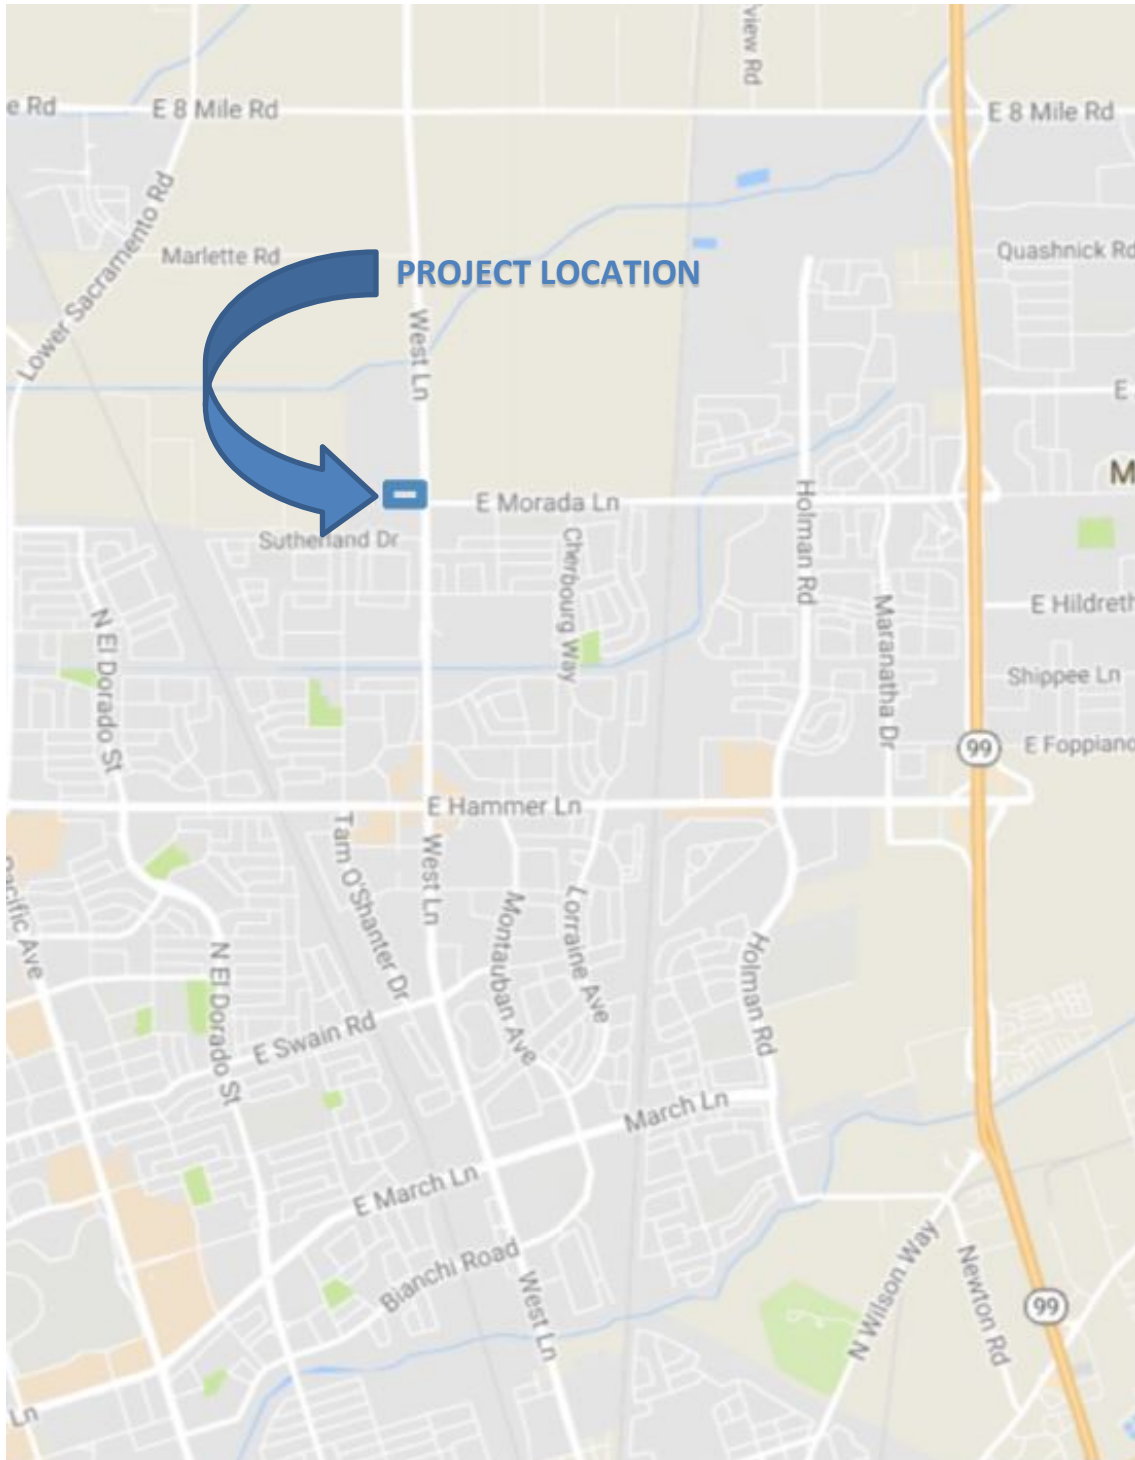 view Rd
e Rd
E 8 Mile Rd
E 8 Mile Rd
Lower Sacramento Rd
Marlette Rd
PROJECT LOCATION
Quashnick Rd
West Ln
E
M
E Morada Ln
Holman Rd
Sutherland Dr
Cherbourg Way
Maranatha Dr
E Hildreth
N El Dorado St
Shippee Ln
99
E Foppiano
E Hammer Ln
Tam O'Shanter Dr
West Ln
Pacific Ave
Montauban Ave
Lorraine Ave
N El Dorado St
Holman Rd
E Swain Rd
March Ln
E March Ln
Bianchi Road
West Ln
N Wilson Way
Newton Rd
99
Ln